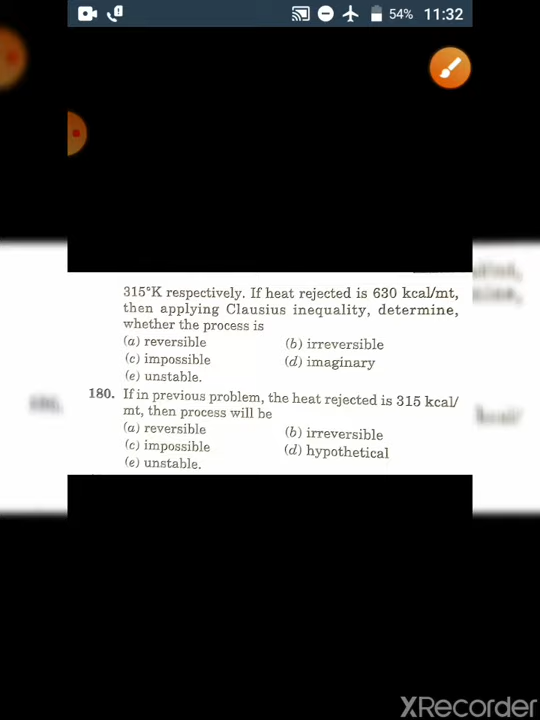 54% 11:32
315°K respectively. If heat rejected is 630 kcal/mt,
then applying Clausius inequality, determine,
whether the process is
(a) reversible (b) irreversible
(c) impossible (d) imaginary
(e) unstable.
180. If in previous problem, the heat rejected is 315 kcal/
mt, then process will be
(a) reversible (b) irreversible
(c) impossible (d) hypothetical
(e) unstable.
XRecorder